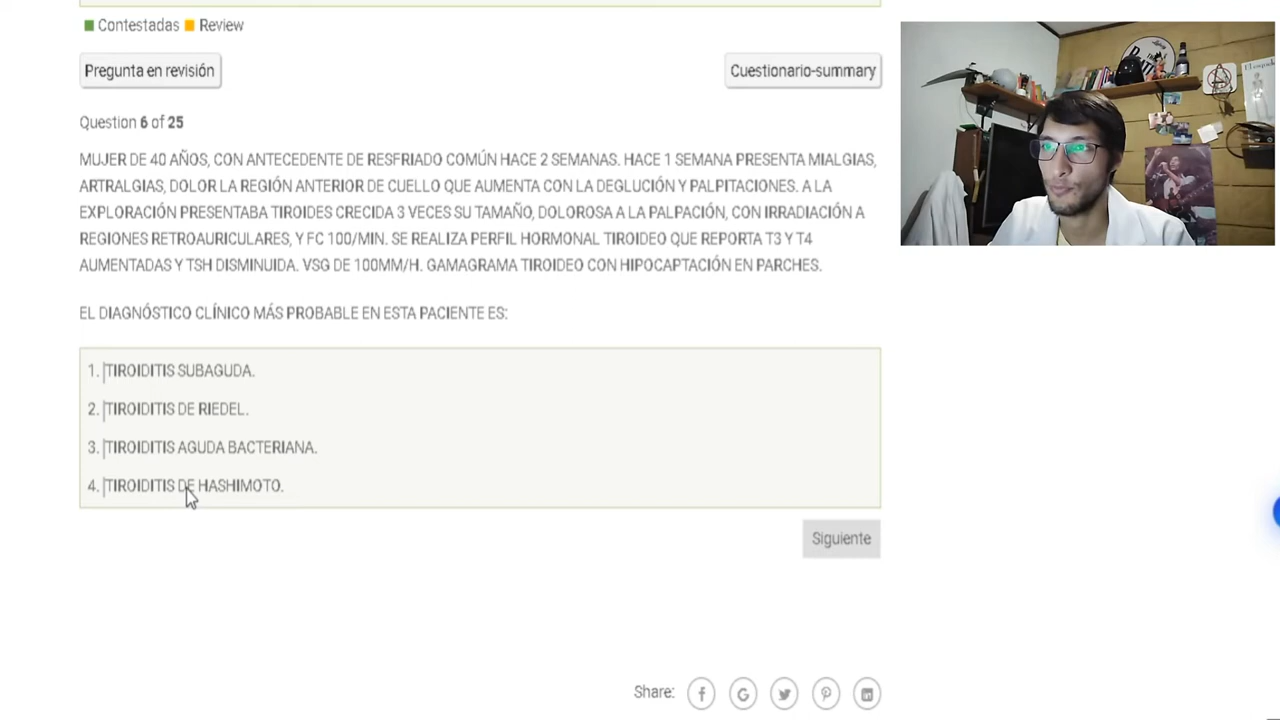 Contestadas Review
Pregunta en revisión
Cuestionario-summary
Question 6 of 25
MUJER DE 40 AÑOS, CON ANTECEDENTE DE RESFRIADO COMÚN HACE 2 SEMANAS. HACE 1 SEMANA PRESENTA MIALGIAS,
ARTRALGIAS, DOLOR LA REGIÓN ANTERIOR DE CUELLO QUE AUMENTA CON LA DEGLUCIÓN Y PALPITACIONES. A LA
EXPLORACIÓN PRESENTABA TIROIDES CRECIDA 3 VECES SU TAMAÑO, DOLOROSA A LA PALPACIÓN, CON IRRADIACIÓN A
REGIONES RETROAURICULARES, Y FC 100/MIN. SE REALIZA PERFIL HORMONAL TIROIDEO QUE REPORTA T3 Y T4
AUMENTADAS Y TSH DISMINUIDA. VSG DE 100MM/H. GAMAGRAMA TIROIDEO CON HIPOCAPTACIÓN EN PARCHES.
EL DIAGNÓSTICO CLÍNICO MÁS PROBABLE EN ESTA PACIENTE ES:
1. TIROIDITIS SUBAGUDA.
2. TIROIDITIS DE RIEDEL.
3. TIROIDITIS AGUDA BACTERIANA.
4. TIROIDITIS DE HASHIMOTO.
Siguiente
Share: